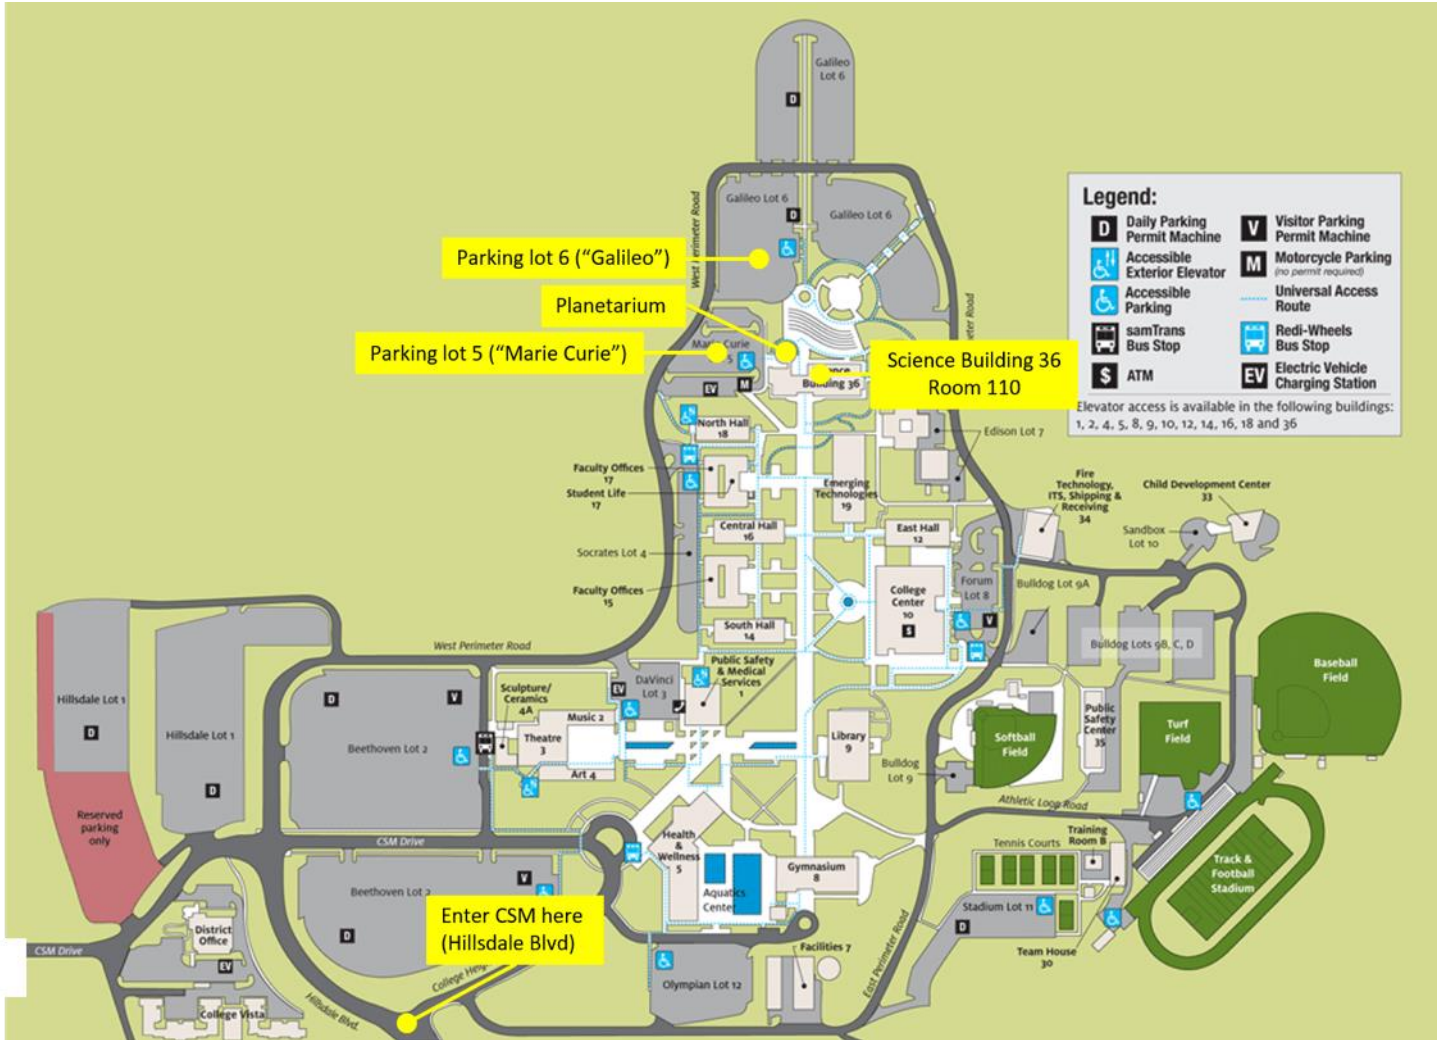 Galileo
Lot 6
D
West Perimeter Road
Galileo Lot 6
D
Galileo Lot 6
Parking lot 6 (“Galileo”)
Planetarium
Parking lot 5 (“Marie Curie”)
Marie Curie
5
EV
M
Building 36
Science Building 36
Room 110
Legend:
D
Daily Parking
Permit Machine
Accessible
Exterior Elevator
Accessible
Parking
samTrans
Bus Stop
$
ATM
V
Visitor Parking
Permit Machine
M
Motorcycle Parking
(no permit required)
Universal Access
Route
Redi-Wheels
Bus Stop
EV
Electric Vehicle
Charging Station
Elevator access is available in the following buildings:
1, 2, 4, 5, 8, 9, 10, 12, 14, 16, 18 and 36
North Hall
18
Edison Lot 7
Faculty Offices
17
Student Life
17
Emerging
Technologies
19
Fire
Technology,
ITS, Shipping &
Receiving
34
Child Development Center
33
Sandbox
Lot 10
Central Hall
16
East Hall
12
Socrates Lot 4
Faculty Offices
15
College
Center
10
$
Forum
Lot 8
V
Bulldog Lot 9A
South Hall
14
West Perimeter Road
Bulldog Lots 9B, C, D
Baseball
Field
Public Safety
& Medical
Services
1
DaVinci
Lot 3
EV
Sculpture/
Ceramics
4A
Music 2
Theatre
3
Art 4
Hillsdale Lot 1
D
Hillsdale Lot 1
D
Beethoven Lot 2
D
V
Library
9
Bulldog
Lot 9
Softball
Field
Public
Safety
Center
35
Turf
Field
Athletic Loop Road
Reserved
parking
only
CSM Drive
Health
&
Wellness
5
Aquatics
Center
Gymnasium
8
Tennis Courts
Training
Room B
Track &
Football
Stadium
Beethoven Lot 2
V
D
Enter CSM here
(Hillsdale Blvd)
Stadium Lot 11
D
Team House
30
District
Office
EV
CSM Drive
Hillsdale Blvd.
College Vista
Facilities 7
Olympian Lot 12
East Perimeter Road